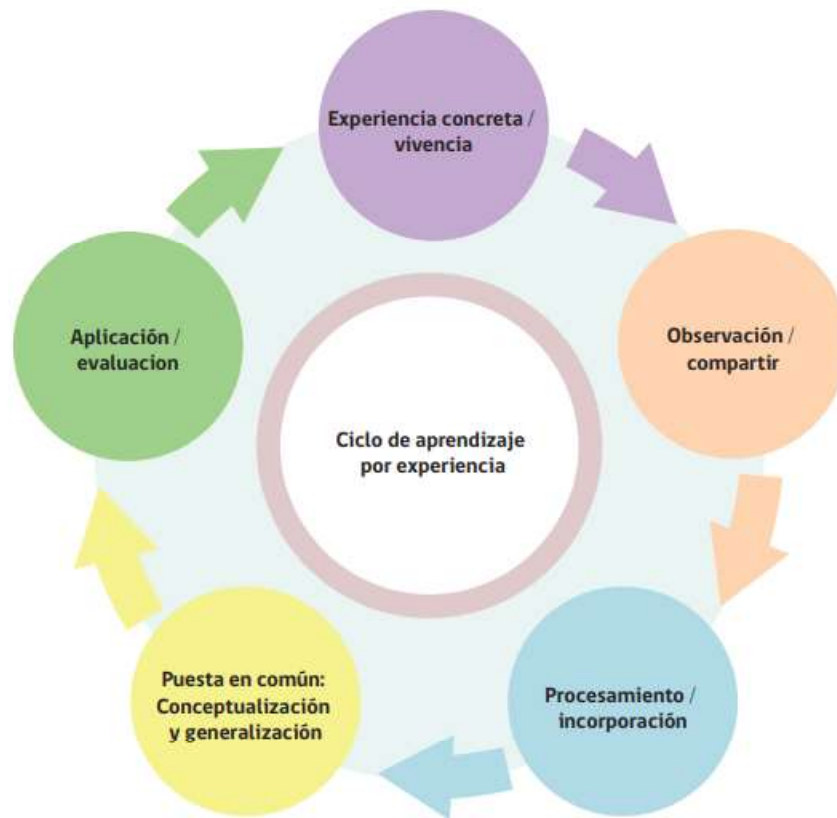 Experiencia concreta /
vivencia
Observación /
compartir
Procesamiento /
incorporación
Puesta en común:
Conceptualización
y generalización
Aplicación /
evaluacion
Ciclo de aprendizaje
por experiencia